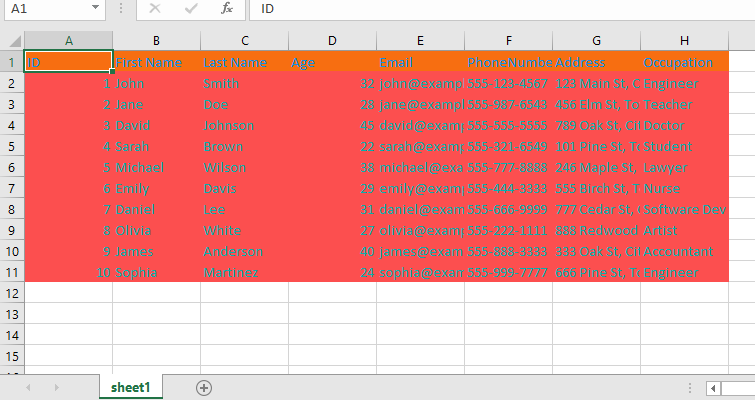 A1 fx ID
A B C D E F G H
1 ID First Name Last Name Age Email PhoneNumbe Address Occupation
2 1 John Smith 32 john@exampl 555-123-4567 123 Main St, C Engineer
3 2 Jane Doe 28 jane@exampl 555-987-6543 456 Elm St, To Teacher
4 3 David Johnson 45 david@exam 555-555-5555 789 Oak St, Cit Doctor
5 4 Sarah Brown 22 sarah@exam 555-321-6549 101 Pine St, T Student
6 5 Michael Wilson 38 michael@exa 555-777-8888 246 Maple St, Lawyer
7 6 Emily Davis 29 emily@examp 555-444-3333 555 Birch St, T Nurse
8 7 Daniel Lee 31 daniel@exam 555-666-9999 777 Cedar St, Software Dev
9 8 Olivia White 27 olivia@exam 555-222-1111 888 Redwood Artist
10 9 James Anderson 40 james@exam 555-888-3333 333 Oak St, Cit Accountant
11 10 Sophia Martinez 24 sophia@exam 555-999-7777 666 Pine St, T Engineer
12
13
14
15
sheet1